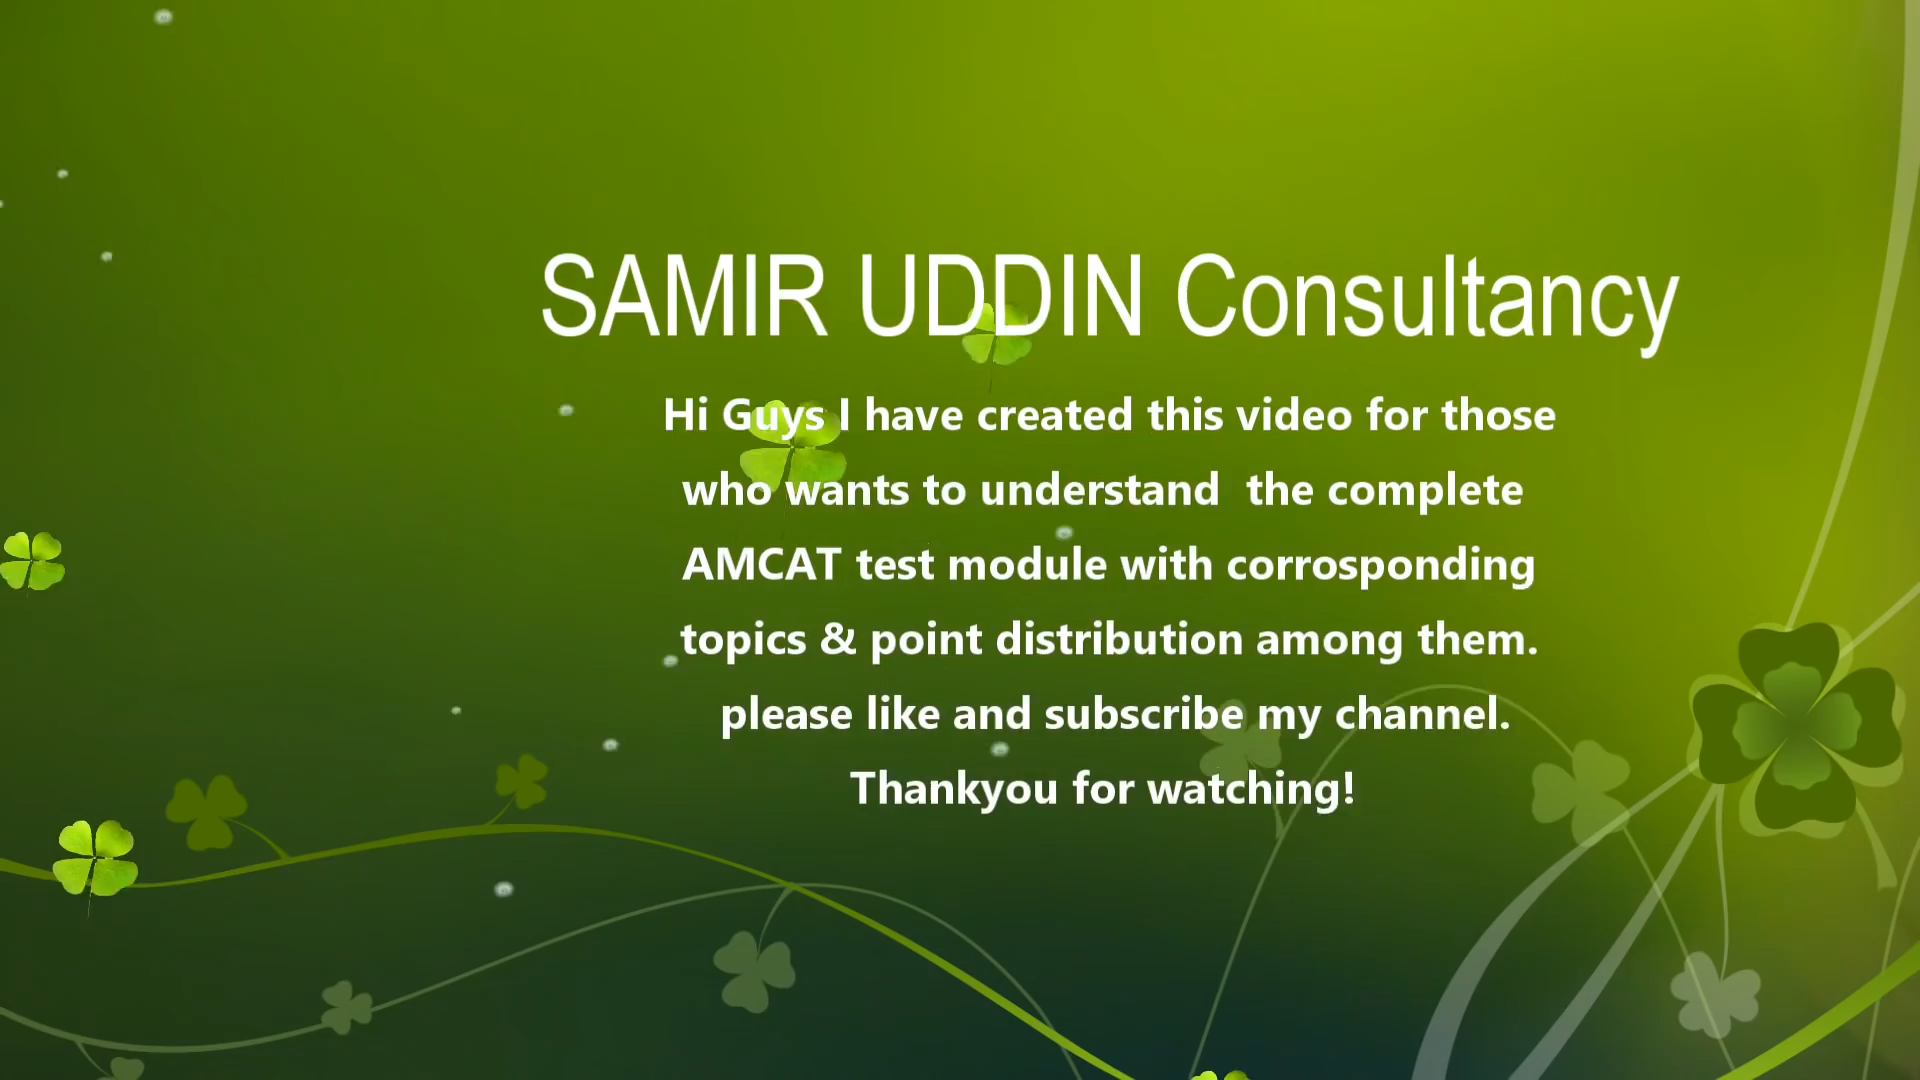 SAMIR UDDIN Consultancy
Hi Guys I have created this video for those
who wants to understand  the complete
AMCAT test module with corrosponding
topics & point distribution among them.
please like and subscribe my channel.
Thankyou for watching!